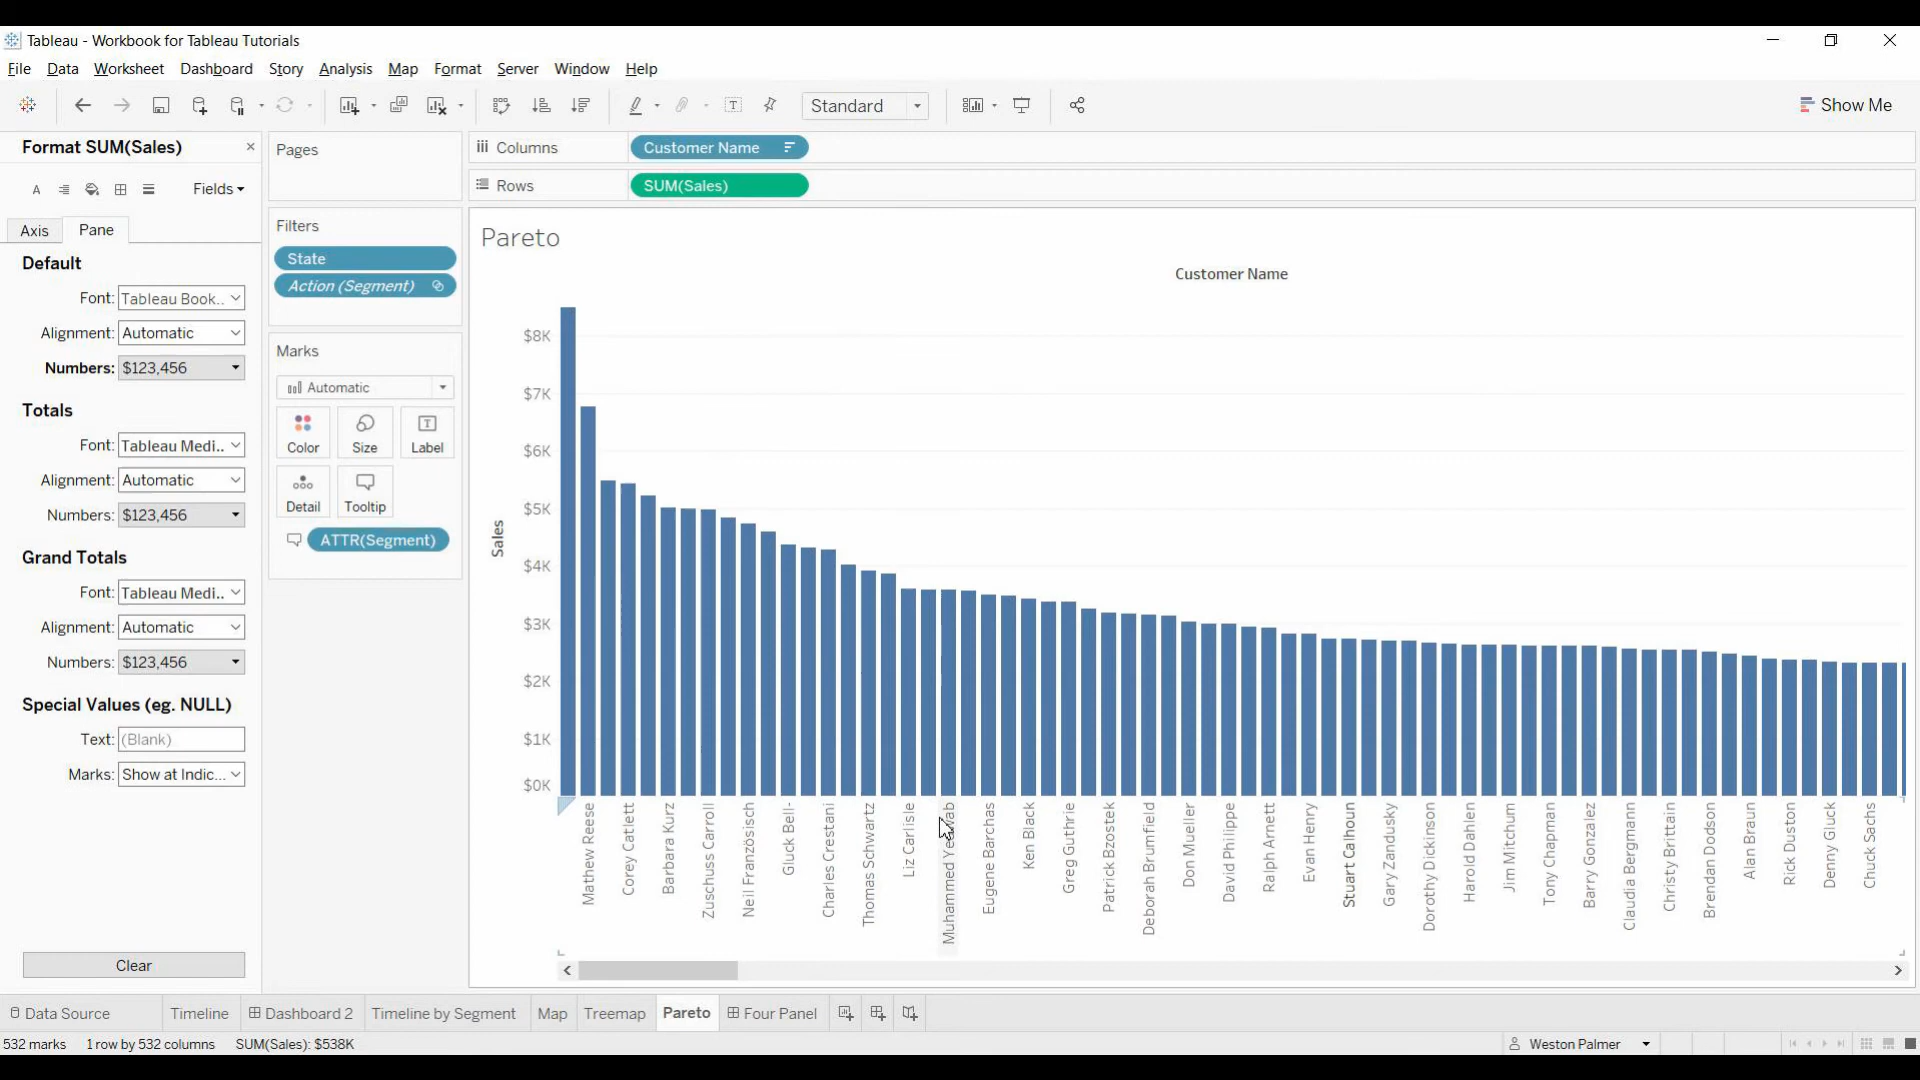 Tableau - Workbook for Tableau Tutorials
File Data Worksheet Dashboard Story Analysis Map Format Server Window Help
Standard
Show Me
Format SUM(Sales)
A Fields
Axis Pane
Default
Font: Tableau Book..
Alignment: Automatic
Numbers: $123,456
Totals
Font: Tableau Medi..
Alignment: Automatic
Numbers: $123,456
Grand Totals
Font: Tableau Medi..
Alignment: Automatic
Numbers: $123,456
Special Values (eg. NULL)
Text: (Blank)
Marks: Show at Indic...
Clear
Pages
Filters
State
Action (Segment)
Marks
Automatic
Color Size Label
Detail Tooltip
ATTR(Segment)
Columns Customer Name
Rows SUM(Sales)
Pareto
Customer Name
Sales
$8K
$7K
$6K
$5K
$4K
$3K
$2K
$1K
$0K
Mathew Reese
Corey Catlett
Barbara Kurz
Zuschuss Carroll
Neil Französisch
Gluck Bell-
Charles Crestani
Thomas Schwartz
Liz Carlisle
Muhammed
Eugene Barchas
Ken Black
Greg Guthrie
Patrick Bzostek
Deborah Brumfield
Don Mueller
David Philippe
Ralph Arnett
Evan Henry
Stuart Calhoun
Gary Zandusky
Dorothy Dickinson
Harold Dahlen
Jim Mitchum
Tony Chapman
Barry Gonzalez
Claudia Bergmann
Christy Brittain
Brendan Dodson
Alan Braun
Rick Duston
Denny Gluck
Chuck Sachs
Data Source Timeline Dashboard 2 Timeline by Segment Map Treemap Pareto Four Panel
532 marks 1 row by 532 columns SUM(Sales): $538K Weston Palmer